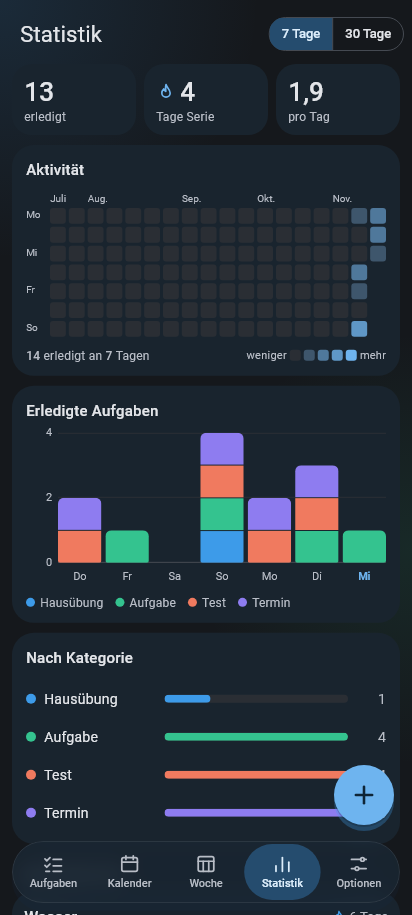 Statistik
7 Tage 30 Tage
13 4 1,9
erledigt Tage Serie pro Tag
Aktivität
Juli Aug. Sep. Okt. Nov.
Mo
Mi
Fr
So
14 erledigt an 7 Tagen weniger mehr
Erledigte Aufgaben
4
2
0
Do Fr Sa So Mo Di Mi
Hausübung Aufgabe Test Termin
Nach Kategorie
Hausübung 1
Aufgabe 4
Test
Termin
Aufgaben Kalender Woche Statistik Optionen